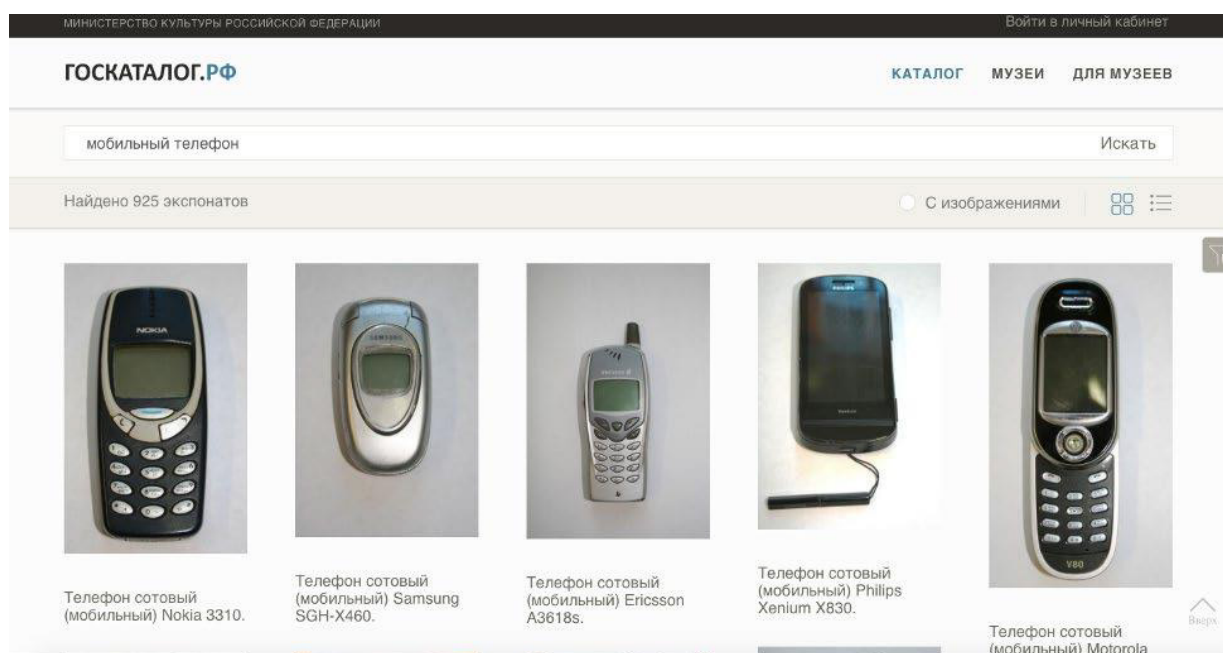 МИНИСТЕРСТВО КУЛЬТУРЫ РОССИЙСКОЙ ФЕДЕРАЦИИ
Войти в личный кабинет
ГОСКАТАЛОГ.РФ
КАТАЛОГ МУЗЕИ ДЛЯ МУЗЕЕВ
мобильный телефон
Искать
Найдено 925 экспонатов
С изображениями
NOKIA
SAMSUNG
PHILIPS
V80
Телефон сотовый
(мобильный) Nokia 3310.
Телефон сотовый
(мобильный) Samsung
SGH-X460.
Телефон сотовый
(мобильный) Ericsson
A3618s.
Телефон сотовый
(мобильный) Philips
Xenium X830.
Телефон сотовый
(мобильный) Motorola
Вверх